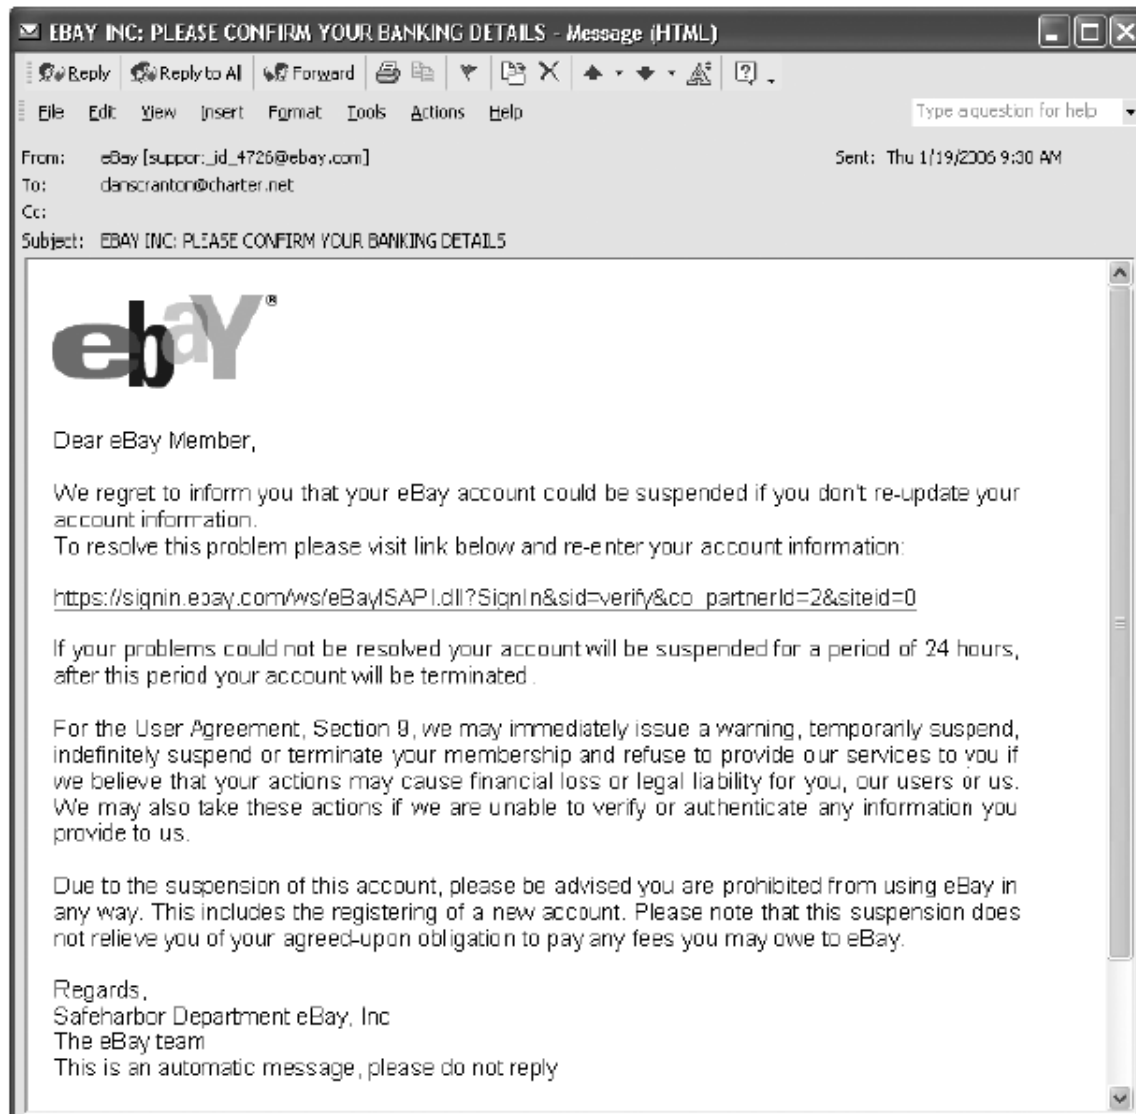 EBAY INC: PLEASE CONFIRM YOUR BANKING DETAILS - Message (HTML)
Reply Reply to All Forward
File Edit View Insert Format Tools Actions Help Type a question for help
From: eBay [support_id_4726@ebay.com] Sent: Thu 1/19/2006 9:30 AM
To: danscranton@charter.net
Cc:
Subject: EBAY INC: PLEASE CONFIRM YOUR BANKING DETAILS
ebaY®
Dear eBay Member,
We regret to inform you that your eBay account could be suspended if you don't re-update your
account information.
To resolve this problem please visit link below and re-enter your account information:
https://signin.ebay.com/ws/eBayISAPI.dll?SignIn&sid=verify&co_partnerId=2&siteid=0
If your problems could not be resolved your account will be suspended for a period of 24 hours,
after this period your account will be terminated.
For the User Agreement, Section 9, we may immediately issue a warning, temporarily suspend,
indefinitely suspend or terminate your membership and refuse to provide our services to you if
we believe that your actions may cause financial loss or legal liability for you, our users or us.
We may also take these actions if we are unable to verify or authenticate any information you
provide to us.
Due to the suspension of this account, please be advised you are prohibited from using eBay in
any way. This includes the registering of a new account. Please note that this suspension does
not relieve you of your agreed-upon obligation to pay any fees you may owe to eBay.
Regards,
Safeharbor Department eBay, Inc
The eBay team
This is an automatic message, please do not reply